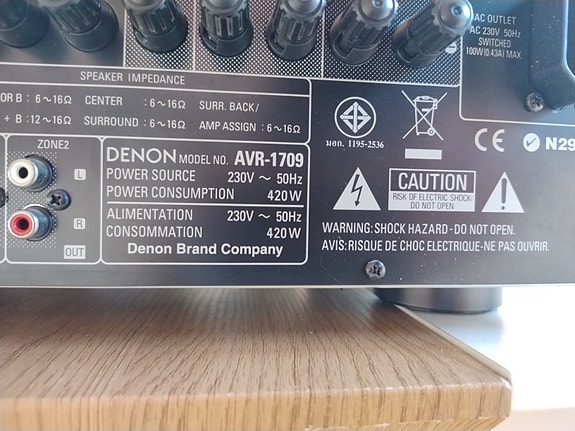 AC OUTLET
AC 230V 50Hz
SWITCHED
100W(0.43A) MAX
SPEAKER IMPEDANCE
OR B : 6～16Ω CENTER : 6～16Ω SURR. BACK/
+ B : 12～16Ω SURROUND : 6～16Ω AMP ASSIGN : 6～16Ω
มอก. 1195-2536
N29
ZONE2
L
R
OUT
DENON MODEL NO. AVR-1709
POWER SOURCE 230V ～ 50Hz
POWER CONSUMPTION 420W
ALIMENTATION 230V ～ 50Hz
CONSOMMATION 420W
Denon Brand Company
CE
CAUTION
RISK OF ELECTRIC SHOCK
DO NOT OPEN
WARNING: SHOCK HAZARD - DO NOT OPEN.
AVIS: RISQUE DE CHOC ELECTRIQUE-NE PAS OUVRIR.